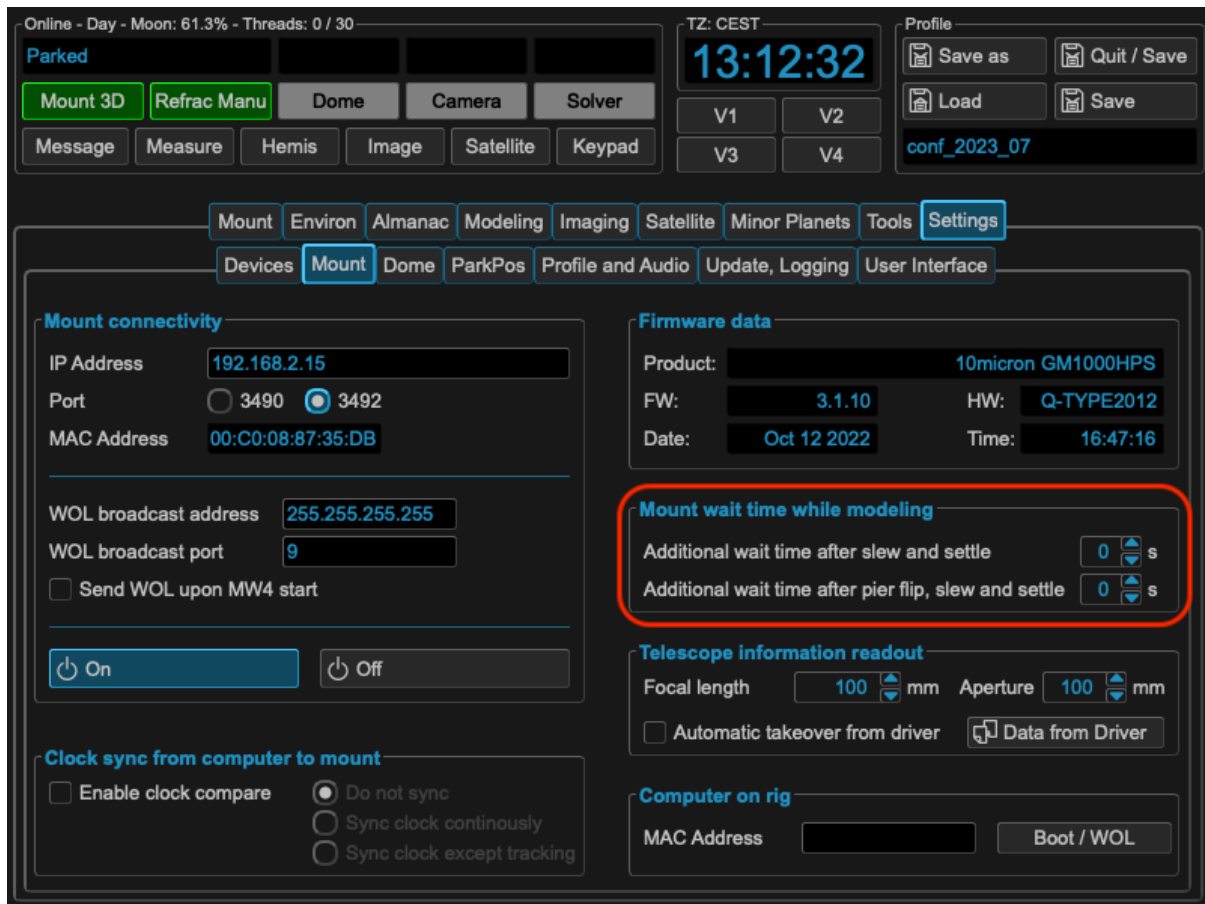 Online - Day - Moon: 61.3% - Threads: 0 / 30
Parked
Mount 3D Refrac Manu Dome Camera Solver
Message Measure Hemis Image Satellite Keypad
TZ: CEST
13:12:32
V1 V2
V3 V4
Profile
Save as Quit / Save
Load Save
conf_2023_07
Mount Environ Almanac Modeling Imaging Satellite Minor Planets Tools Settings
Devices Mount Dome ParkPos Profile and Audio Update, Logging User Interface
Mount connectivity
IP Address 192.168.2.15
Port 3490 3492
MAC Address 00:C0:08:87:35:DB
WOL broadcast address 255.255.255.255
WOL broadcast port 9
Send WOL upon MW4 start
On Off
Clock sync from computer to mount
Enable clock compare Do not sync
Sync clock continously
Sync clock except tracking
Firmware data
Product: 10micron GM1000HPS
FW: 3.1.10 HW: Q-TYPE2012
Date: Oct 12 2022 Time: 16:47:16
Mount wait time while modeling
Additional wait time after slew and settle 0 s
Additional wait time after pier flip, slew and settle 0 s
Telescope information readout
Focal length 100 mm Aperture 100 mm
Automatic takeover from driver Data from Driver
Computer on rig
MAC Address Boot / WOL